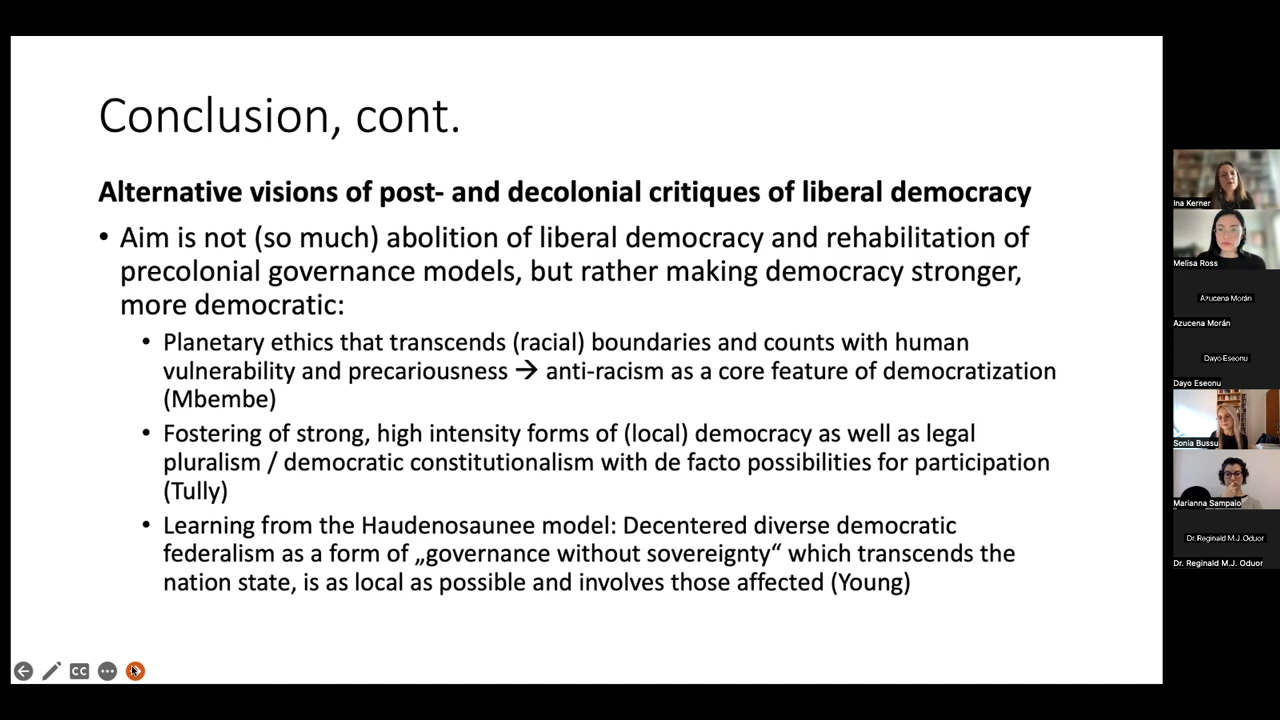 Conclusion, cont.
Alternative visions of post- and decolonial critiques of liberal democracy
• Aim is not (so much) abolition of liberal democracy and rehabilitation of
precolonial governance models, but rather making democracy stronger,
more democratic:
• Planetary ethics that transcends (racial) boundaries and counts with human
vulnerability and precariousness → anti-racism as a core feature of democratization
(Mbembe)
• Fostering of strong, high intensity forms of (local) democracy as well as legal
pluralism / democratic constitutionalism with de facto possibilities for participation
(Tully)
• Learning from the Haudenosaunee model: Decentered diverse democratic
federalism as a form of „governance without sovereignty“ which transcends the
nation state, is as local as possible and involves those affected (Young)
CC
Ina Kerner
Melisa Ross
Azucena Morán
Azucena Morán
Dayo Eseonu
Dayo Eseonu
Sonia Bussu
Marianna Sampaio
Dr. Reginald M.J. Oduor
Dr. Reginald M.J. Oduor